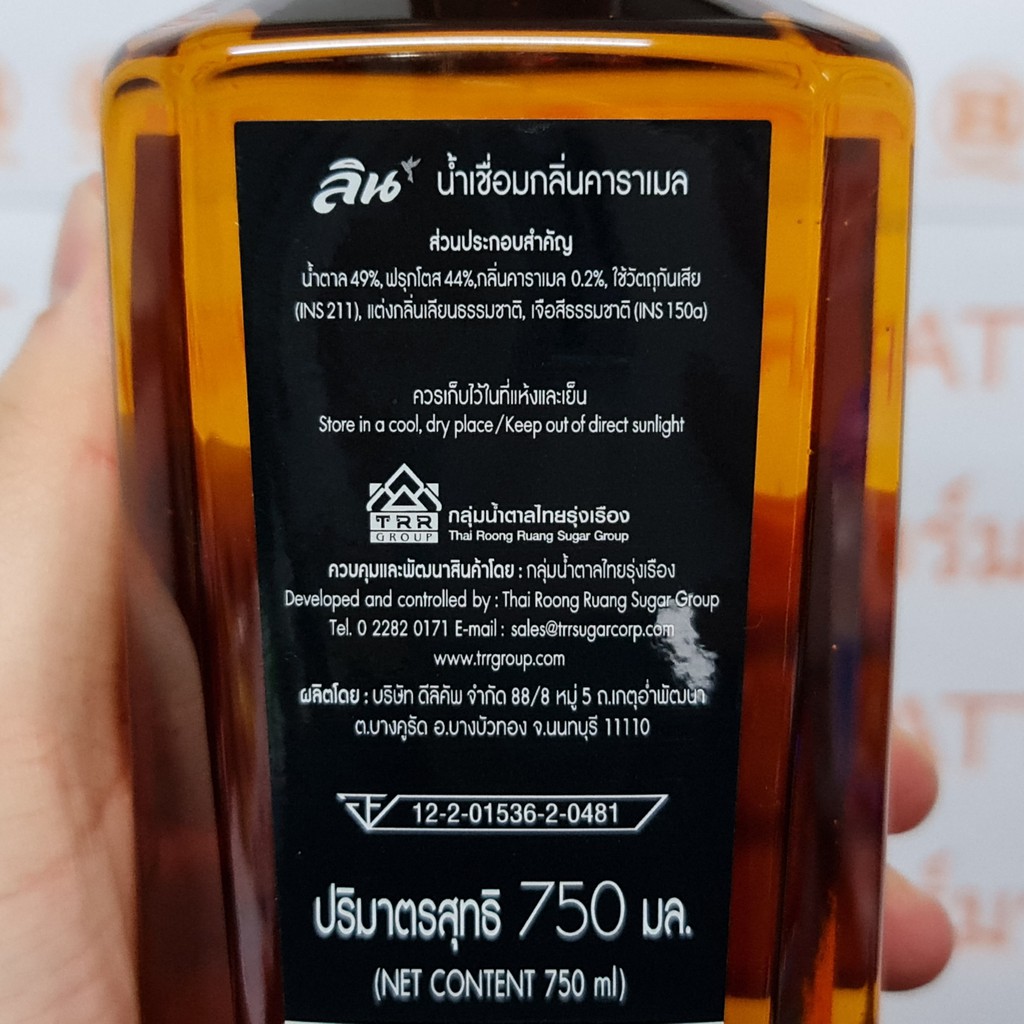 ลิน น้ำเชื่อมกลิ่นคาราเมล
ส่วนประกอบสำคัญ
น้ำตาล 49%, ฟรุกโตส 44%,กลิ่นคาราเมล 0.2%, ใช้วัตถุกันเสีย
(INS 211), แต่งกลิ่นเลียนธรรมชาติ, เจือสีธรรมชาติ (INS 150a)
ควรเก็บไว้ในที่แห้งและเย็น
Store in a cool, dry place/Keep out of direct sunlight
TRR
GROUP
กลุ่มน้ำตาลไทยรุ่งเรือง
Thai Roong Ruang Sugar Group
ควบคุมและพัฒนาสินค้าโดย : กลุ่มน้ำตาลไทยรุ่งเรือง
Developed and controlled by : Thai Roong Ruang Sugar Group
Tel. 0 2282 0171 E-mail : sales@trrsugarcorp.com
www.trrgroup.com
ผลิตโดย : บริษัท ดีลิคัพ จำกัด 88/8 หมู่ 5 ถ.เกตุอ่ำพัฒนา
ต.บางคูรัด อ.บางบัวทอง จ.นนทบุรี 11110
12-2-01536-2-0481
ปริมาตรสุทธิ 750 มล.
(NET CONTENT 750 ml)